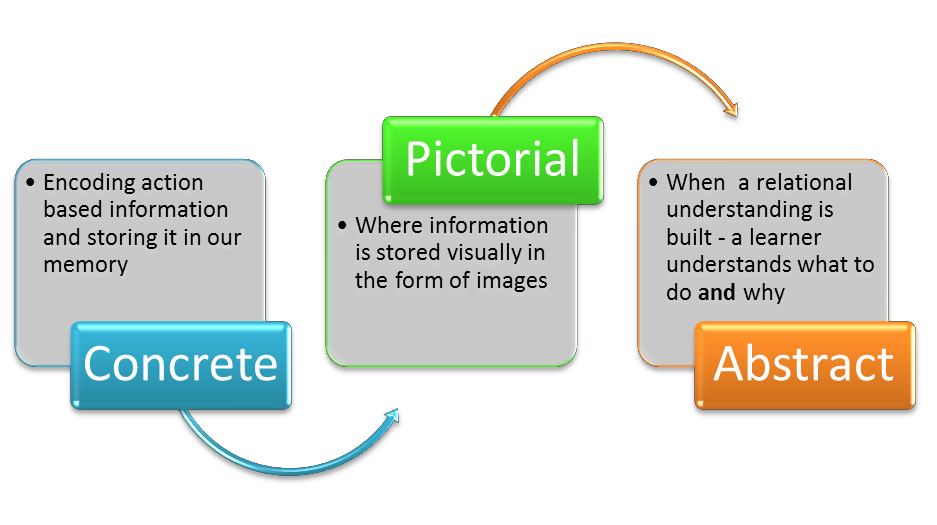 • Encoding action
based information
and storing it in our
memory
Concrete
Pictorial
• Where information
is stored visually in
the form of images
• When a relational
understanding is
built - a learner
understands what to
do and why
Abstract